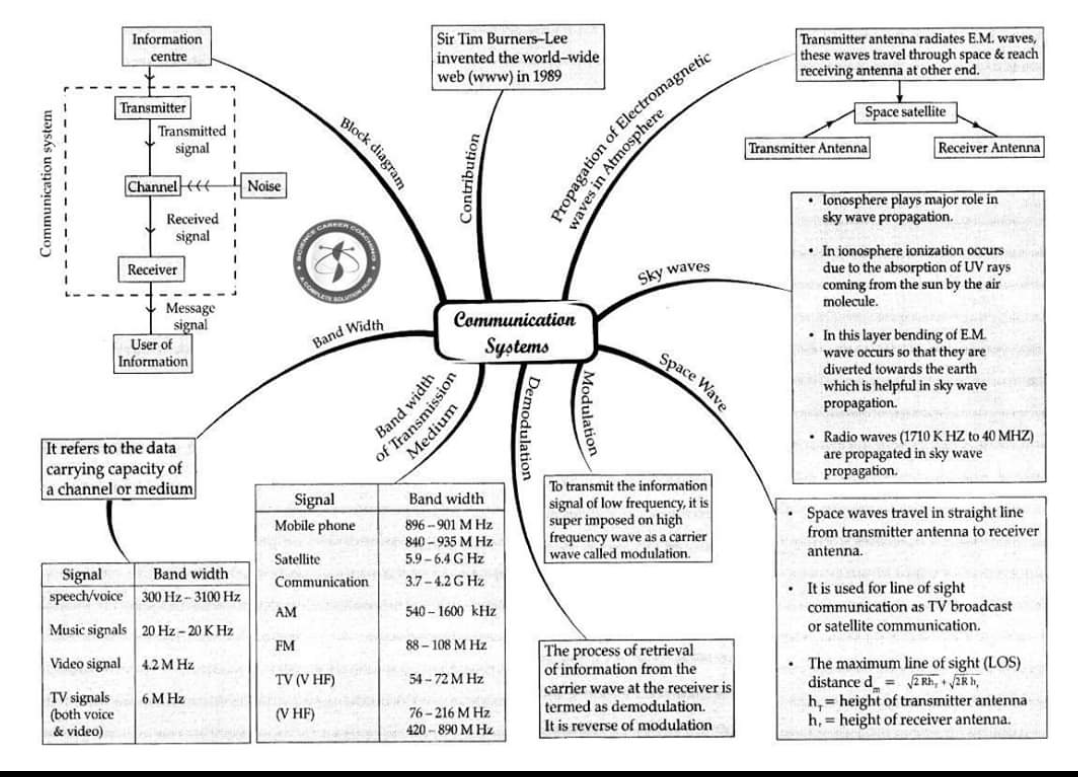 Information
centre
Transmitter
Transmitted
signal
Channel
Noise
Received
signal
Receiver
Message
signal
User of
Information
Communication system
Block diagram
SCIENCE CAREER COACHING
A COMPLETE SOLUTION HUB
Sir Tim Burners–Lee
invented the world–wide
web (www) in 1989
Contribution
Propagation of Electromagnetic
waves in Atmosphere
Transmitter antenna radiates E.M. waves,
these waves travel through space & reach
receiving antenna at other end.
Space satellite
Transmitter Antenna
Receiver Antenna
Sky waves
• Ionosphere plays major role in
sky wave propagation.
• In ionosphere ionization occurs
due to the absorption of UV rays
coming from the sun by the air
molecule.
• In this layer bending of E.M.
wave occurs so that they are
diverted towards the earth
which is helpful in sky wave
propagation.
• Radio waves (1710 K HZ to 40 MHZ)
are propagated in sky wave
propagation.
Communication
Systems
Band Width
It refers to the data
carrying capacity of
a channel or medium
Signal Band width
speech/voice 300 Hz – 3100 Hz
Music signals 20 Hz – 20 K Hz
Video signal 4.2 M Hz
TV signals 6 M Hz
(both voice
& video)
Band width
of Transmission
Medium
Signal Band width
Mobile phone 896 – 901 M Hz
840 – 935 M Hz
Satellite 5.9 – 6.4 G Hz
Communication 3.7 – 4.2 G Hz
AM 540 – 1600 kHz
FM 88 – 108 M Hz
TV (V HF) 54 – 72 M Hz
(V HF) 76 – 216 M Hz
420 – 890 M Hz
Demodulation
The process of retrieval
of information from the
carrier wave at the receiver is
termed as demodulation.
It is reverse of modulation
Modulation
To transmit the information
signal of low frequency, it is
super imposed on high
frequency wave as a carrier
wave called modulation.
Space Wave
• Space waves travel in straight line
from transmitter antenna to receiver
antenna.
• It is used for line of sight
communication as TV broadcast
or satellite communication.
• The maximum line of sight (LOS)
distance dₘ = √2 Rh_T + √2R h_r
h_T = height of transmitter antenna
h_r = height of receiver antenna.